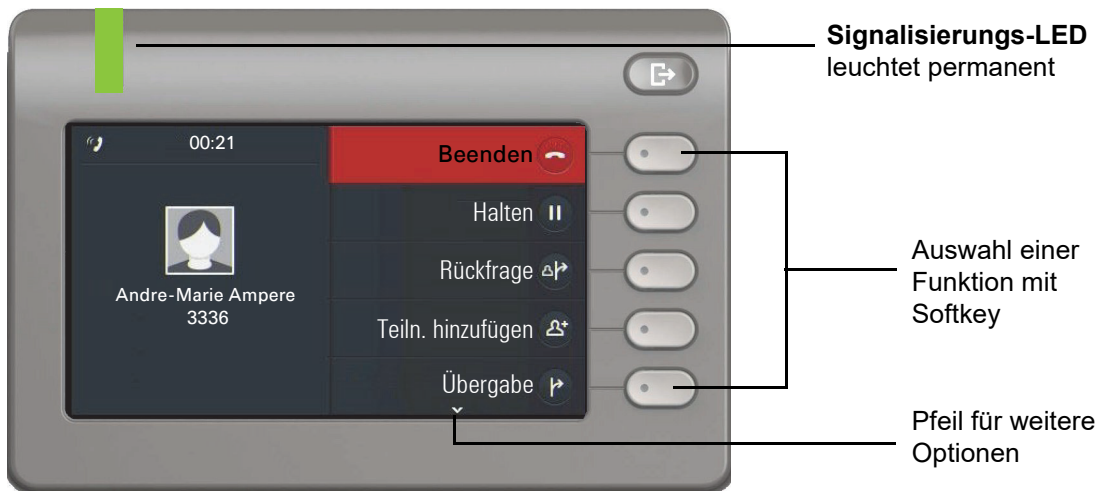 Signalisierungs-LED
leuchtet permanent
00:21
Beenden
Halten
Rückfrage
Andre-Marie Ampere
3336
Teiln. hinzufügen
Übergabe
Auswahl einer
Funktion mit
Softkey
Pfeil für weitere
Optionen